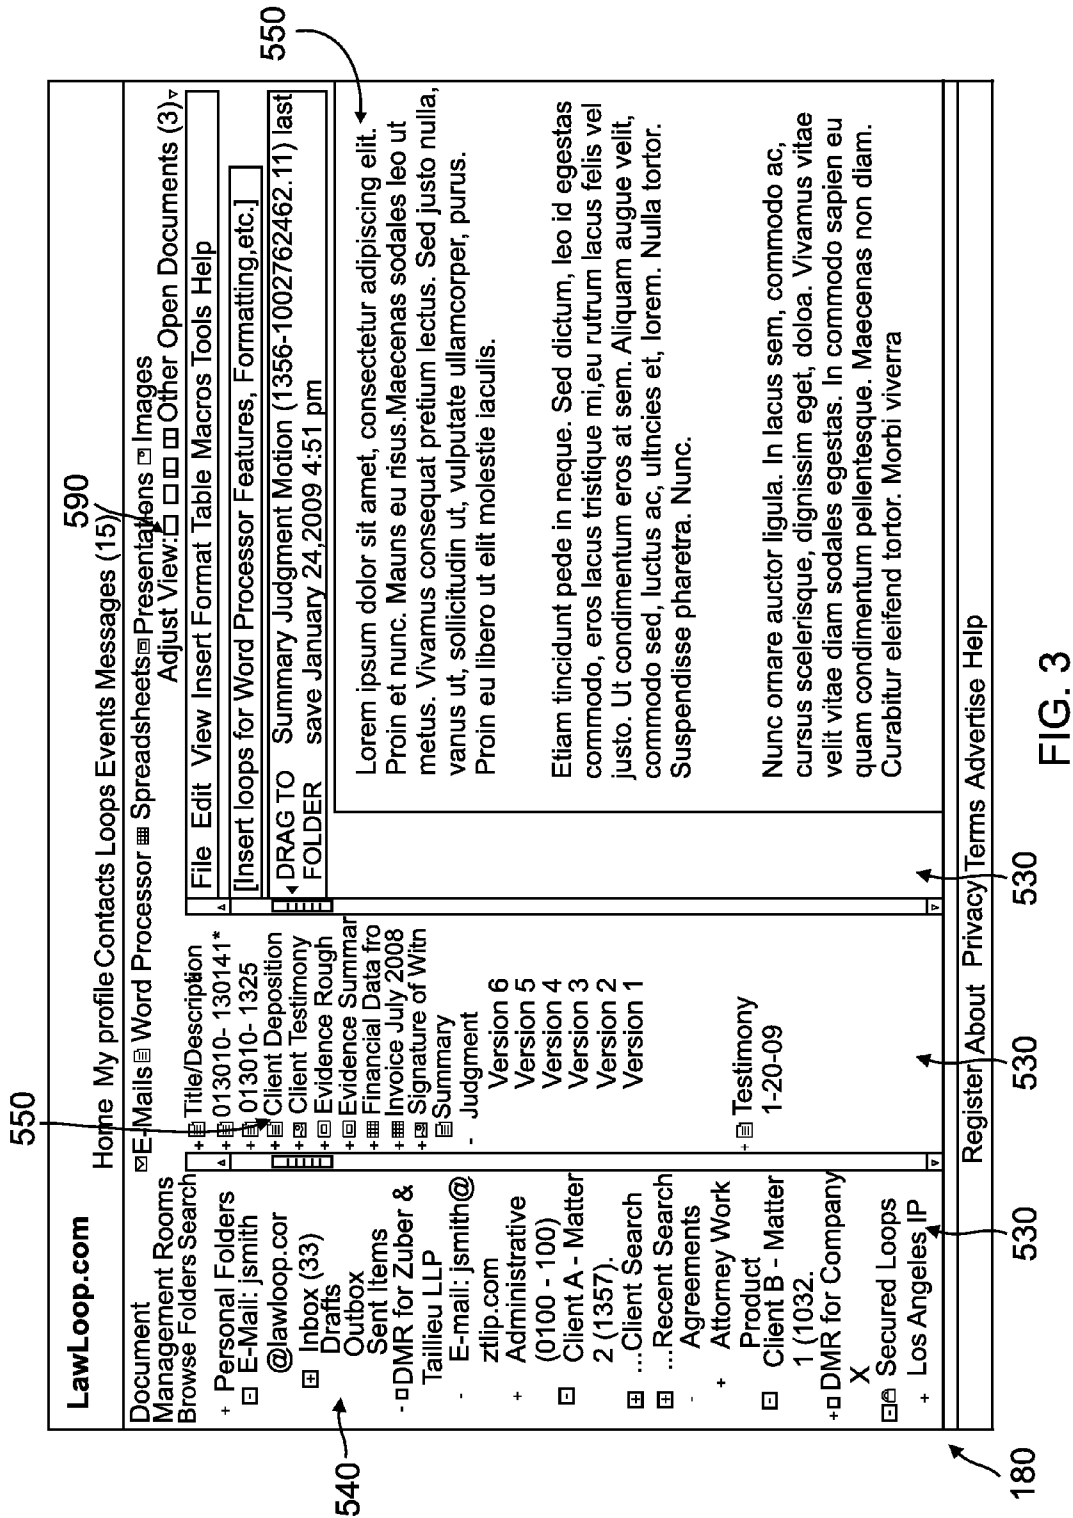 LawLoop.com
Home My profile Contacts Loops Events Messages (15)
Document
Management Rooms
Browse Folders Search
E-Mails Word Processor Spreadsheets Presentations Images
Adjust View: Other Open Documents (3)
+ Personal Folders
E-Mail: jsmith
@lawloop.cor
Inbox (33)
Drafts
Outbox
Sent Items
- DMR for Zuber &
Taillieu LLP
- E-mail: jsmith@
ztlip.com
+ Administrative
(0100 - 100)
Client A - Matter
2 (1357).
...Client Search
...Recent Search
- Agreements
+ Attorney Work
Product
Client B - Matter
1 (1032.
+ DMR for Company
X
Secured Loops
+ Los Angeles IP
+ Title/Description
+ 013010- 130141*
+ 013010- 1325
+ Client Deposition
+ Client Testimony
+ Evidence Rough
+ Evidence Summar
+ Financial Data fro
+ Invoice July 2008
+ Signature of Witn
Summary
- Judgment
Version 6
Version 5
Version 4
Version 3
Version 2
Version 1
+ Testimony
1-20-09
File Edit View Insert Format Table Macros Tools Help
[Insert loops for Word Processor Features, Formatting,etc.]
DRAG TO Summary Judgment Motion (1356-1002762462.11) last
FOLDER save January 24,2009 4:51 pm
Lorem ipsum dolor sit amet, consectetur adipiscing elit.
Proin et nunc. Mauns eu risus.Maecenas sodales leo ut
metus. Vivamus consequat pretium lectus. Sed justo nulla,
vanus ut, sollicitudin ut, vulputate ullamcorper, purus.
Proin eu libero ut elit molestie iaculis.
Etiam tincidunt pede in neque. Sed dictum, leo id egestas
commodo, eros lacus tristique mi,eu rutrum lacus felis vel
justo. Ut condimentum eros at sem. Aliquam augue velit,
commodo sed, luctus ac, ultncies et, lorem. Nulla tortor.
Suspendisse pharetra. Nunc.
Nunc ornare auctor ligula. In lacus sem, commodo ac,
cursus scelerisque, dignissim eget, doloa. Vivamus vitae
velit vitae diam sodales egestas. In commodo sapien eu
quam condimentum pellentesque. Maecenas non diam.
Curabitur eleifend tortor. Morbi viverra
Register About Privacy Terms Advertise Help
550
590
550
540
530
530
530
180
FIG. 3